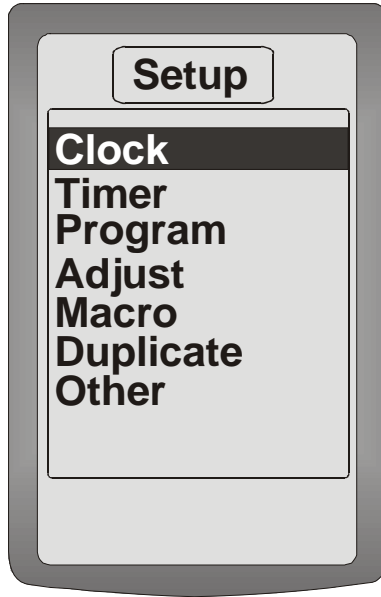 Setup
Clock
Timer
Program
Adjust
Macro
Duplicate
Other